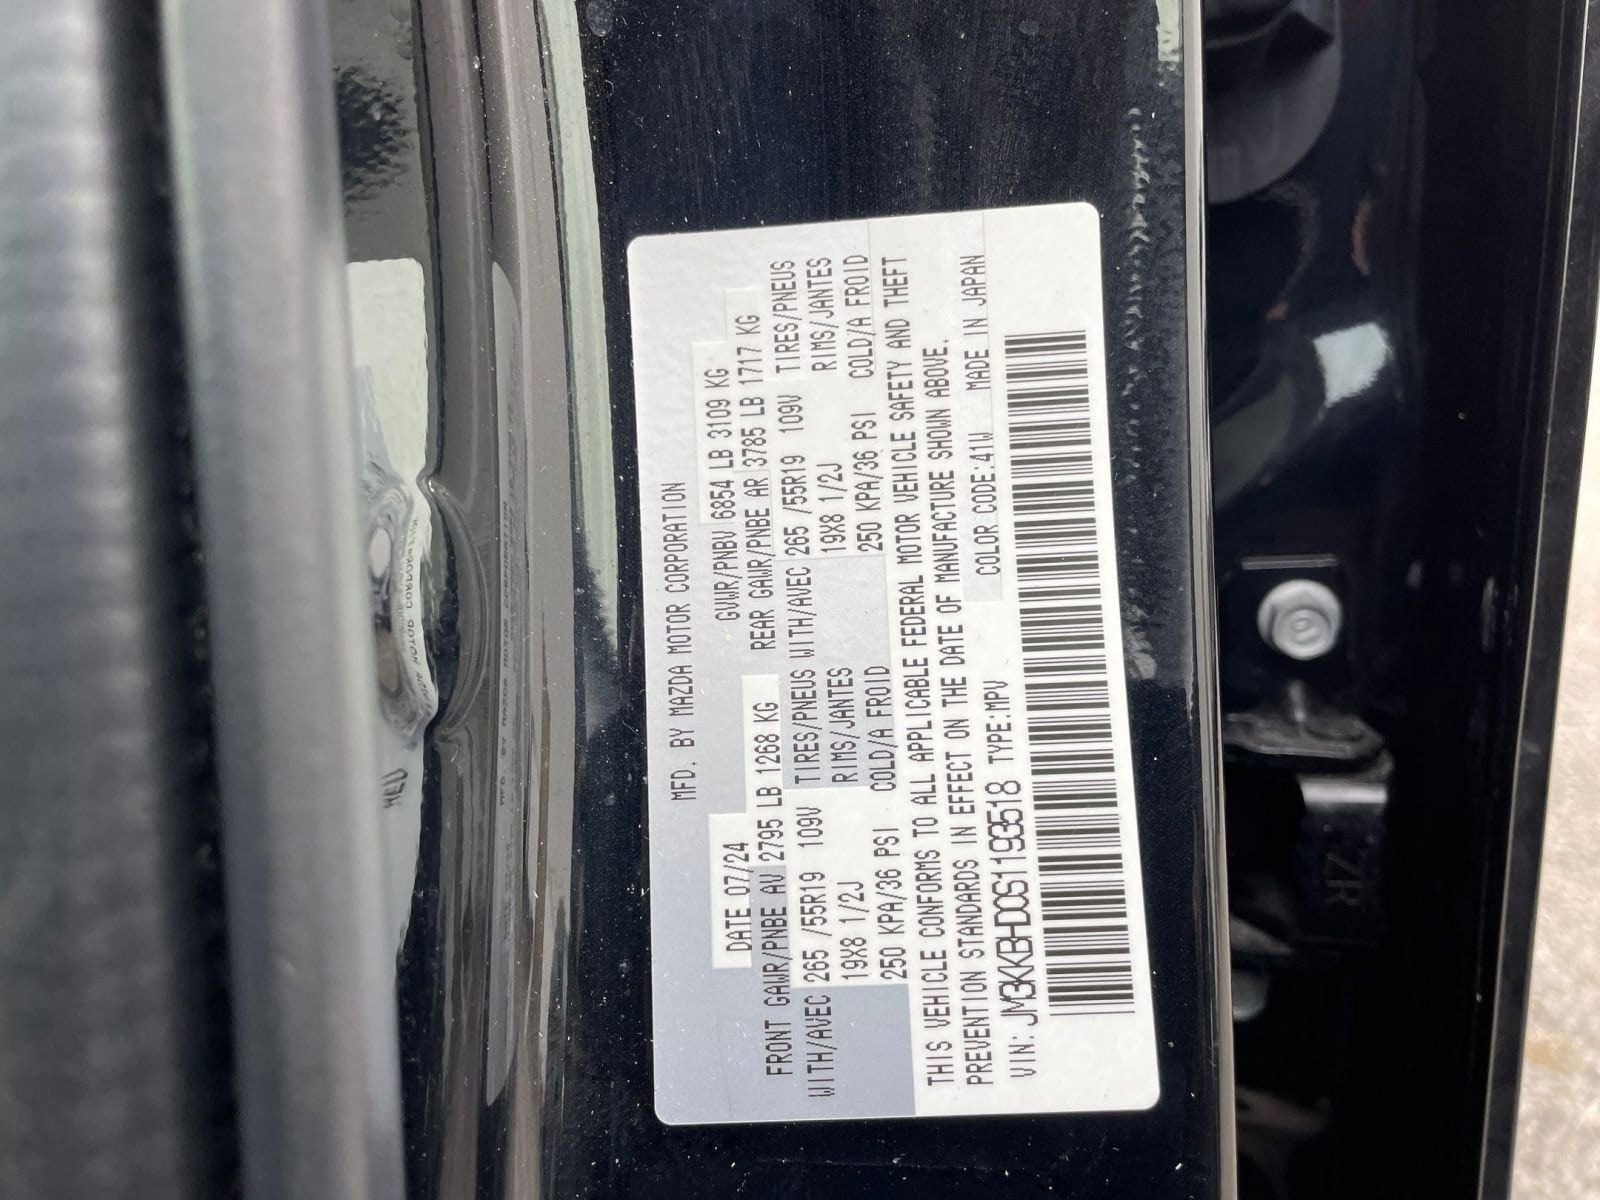 MFD. BY MAZDA MOTOR CORPORATION
DATE 07/24 GVWR/PNBV 6854 LB 3109 KG
FRONT GAWR/PNBE AV 2795 LB 1268 KG REAR GAWR/PNBE AR 3785 LB 1717 KG
WITH/AVEC 265 /55R19 109V TIRES/PNEUS WITH/AVEC 265 /55R19 109V TIRES/PNEUS
19X8 1/2J RIMS/JANTES 19X8 1/2J RIMS/JANTES
250 KPA/36 PSI COLD/A FROID 250 KPA/36 PSI COLD/A FROID
THIS VEHICLE CONFORMS TO ALL APPLICABLE FEDERAL MOTOR VEHICLE SAFETY AND THEFT
PREVENTION STANDARDS IN EFFECT ON THE DATE OF MANUFACTURE SHOWN ABOVE.
VIN: JM3KKBHD0S1193518 TYPE:MPV COLOR CODE:41W MADE IN JAPAN